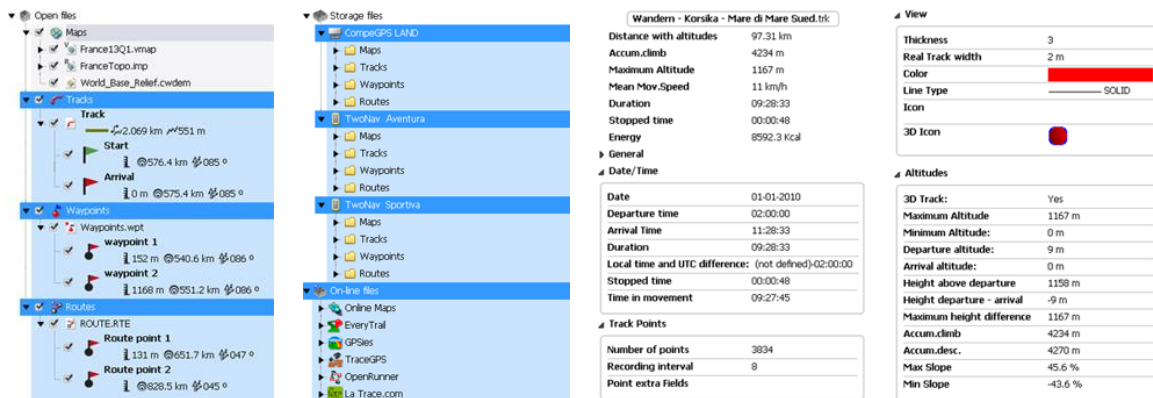 Open files
Maps
France13Q1.vmap
FranceTopo.imp
World_Base_Relief.cwdem
Tracks
Track
2.069 km 551 m
Start
576.4 km 085 º
Arrival
0 m 575.4 km 085 º
Waypoints
Waypoints.wpt
waypoint 1
152 m 540.6 km 086 º
waypoint 2
1168 m 551.2 km 086 º
Routes
ROUTE.RTE
Route point 1
131 m 651.7 km 047 º
Route point 2
828.5 km 045 º
Storage files
CompeGPS LAND
Maps
Tracks
Waypoints
Routes
TwoNav Aventura
Maps
Tracks
Waypoints
Routes
TwoNav Sportiva
Maps
Tracks
Waypoints
Routes
On-line files
Online Maps
EveryTrail
GPSies
TraceGPS
OpenRunner
La Trace.com
Wandern - Korsika - Mare di Mare Sued.trk
Distance with altitudes 97.31 km
Accum.climb 4234 m
Maximum Altitude 1167 m
Mean Mov.Speed 11 km/h
Duration 09:28:33
Stopped time 00:00:48
Energy 8592.3 Kcal
General
Date/Time
Date 01-01-2010
Departure time 02:00:00
Arrival Time 11:28:33
Duration 09:28:33
Local time and UTC difference: (not defined)-02:00:00
Stopped time 00:00:48
Time in movement 09:27:45
Track Points
Number of points 3834
Recording interval 8
Point extra Fields
View
Thickness 3
Real Track width 2 m
Color
Line Type SOLID
Icon
3D Icon
Altitudes
3D Track: Yes
Maximum Altitude 1167 m
Minimum Altitude: 0 m
Departure altitude: 9 m
Arrival altitude: 0 m
Height above departure 1158 m
Height departure - arrival -9 m
Maximum height difference 1167 m
Accum.climb 4234 m
Accum.desc. 4270 m
Max Slope 45.6 %
Min Slope -43.6 %